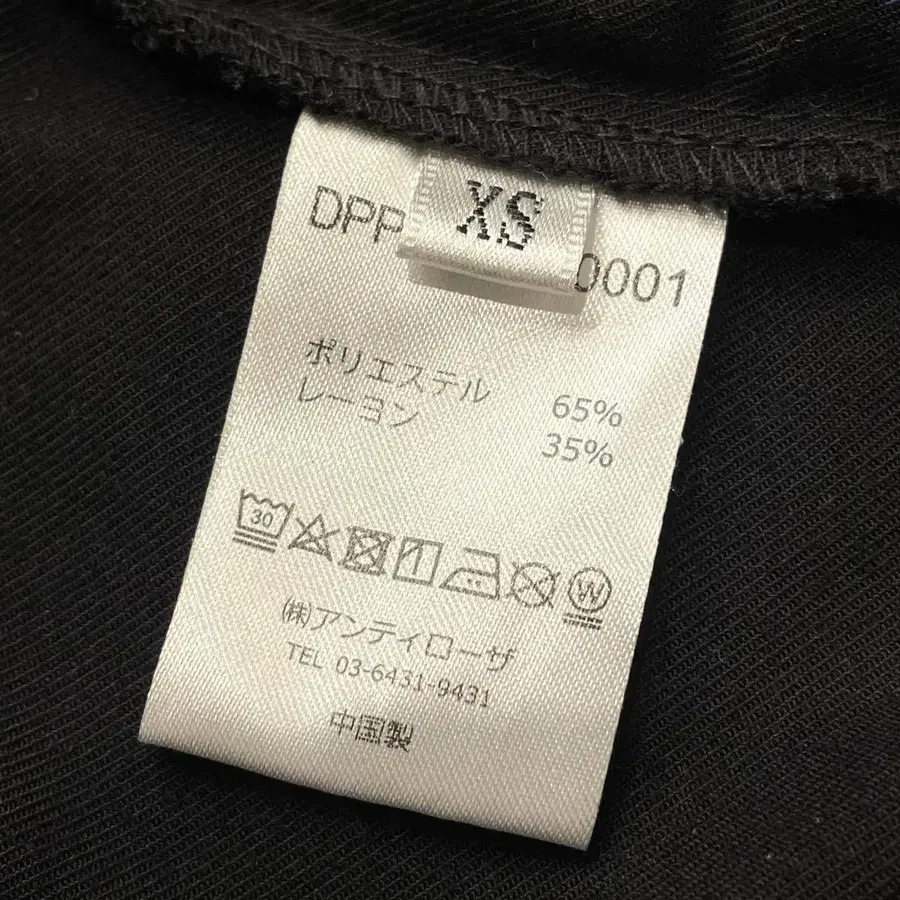 XS
DPP 0001
ポリエステル 65%
レーヨン 35%
30
W
㈱アンティローザ
TEL 03-6431-9431
中国製